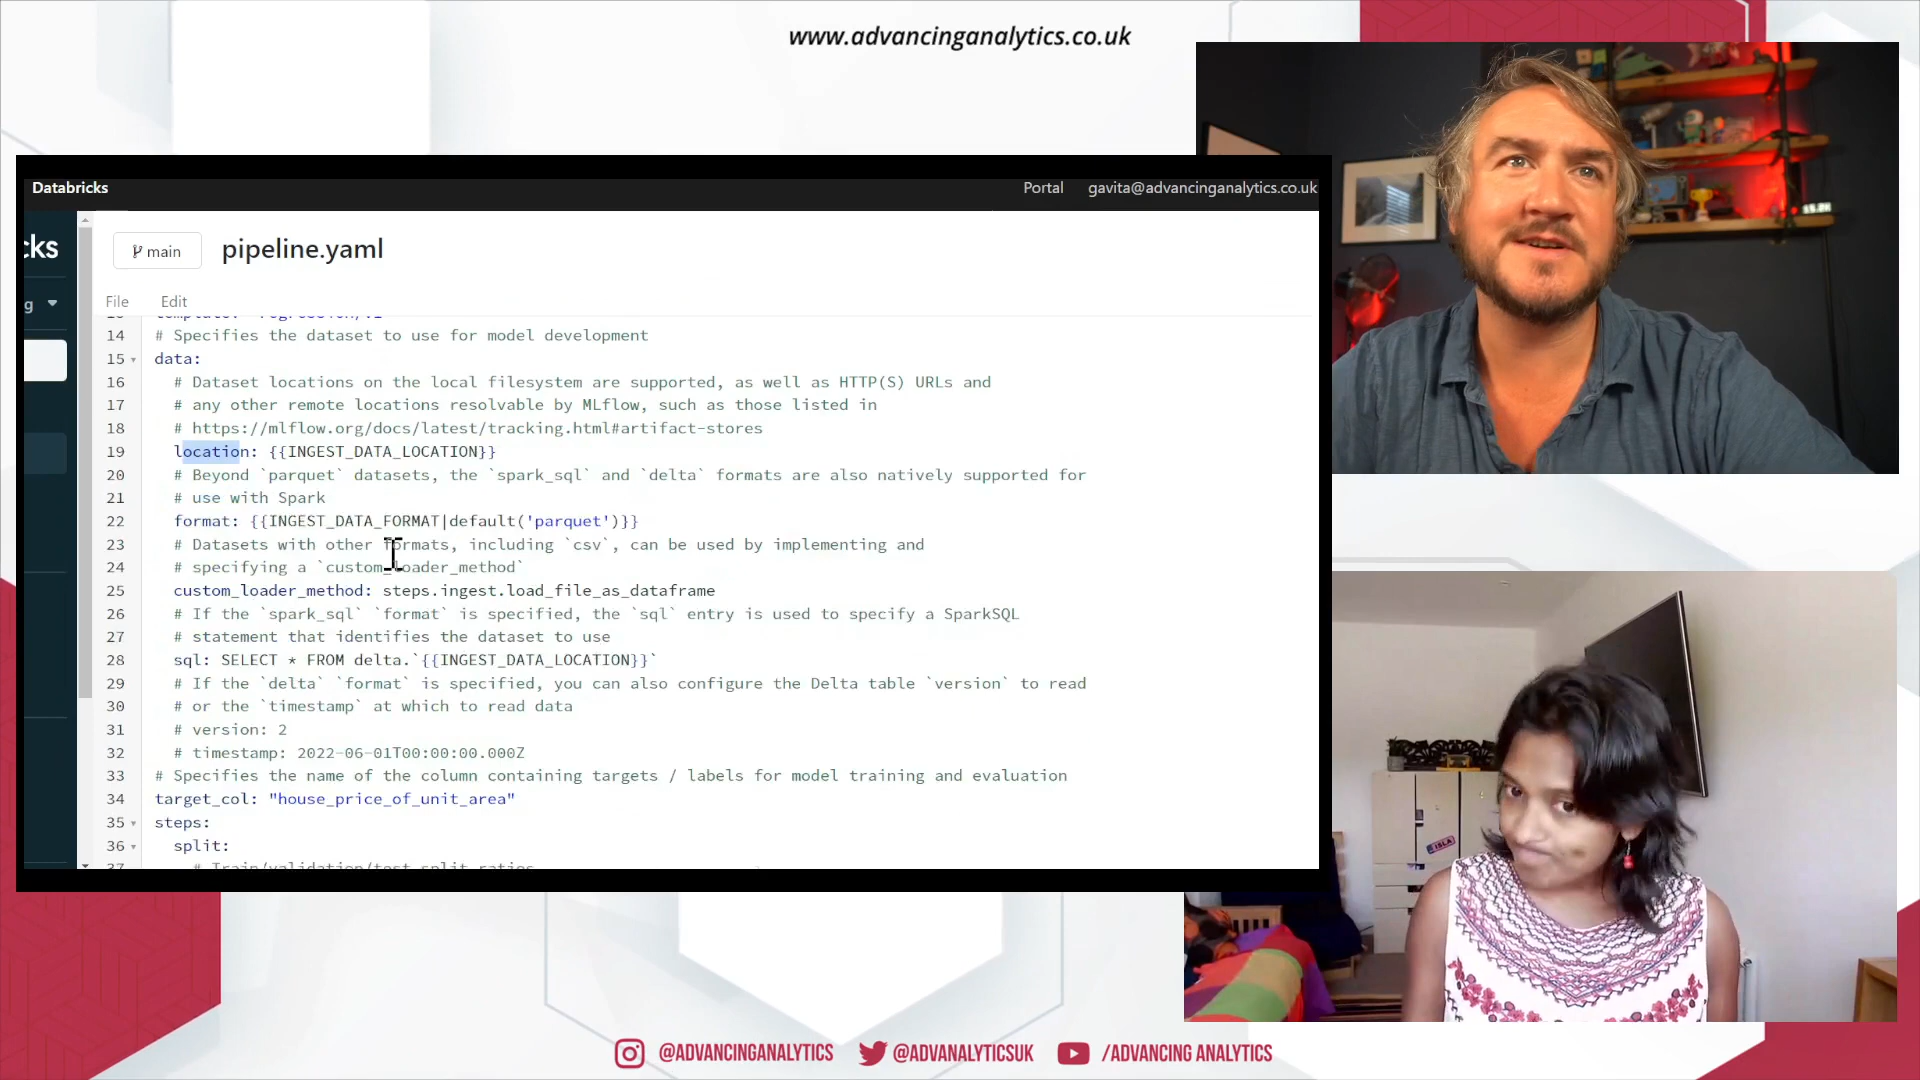 www.advancinganalytics.co.uk
Databricks
Portal gavita@advancinganalytics.co.uk
cks
main pipeline.yaml
g
File Edit
14 # Specifies the dataset to use for model development
15 data:
16 # Dataset locations on the local filesystem are supported, as well as HTTP(S) URLs and
17 # any other remote locations resolvable by MLflow, such as those listed in
18 # https://mlflow.org/docs/latest/tracking.html#artifact-stores
19 location: {{INGEST_DATA_LOCATION}}
20 # Beyond `parquet` datasets, the `spark_sql` and `delta` formats are also natively supported for
21 # use with Spark
22 format: {{INGEST_DATA_FORMAT|default('parquet')}}
23 # Datasets with other formats, including `csv`, can be used by implementing and
24 # specifying a `custom_loader_method`
25 custom_loader_method: steps.ingest.load_file_as_dataframe
26 # If the `spark_sql` `format` is specified, the `sql` entry is used to specify a SparkSQL
27 # statement that identifies the dataset to use
28 sql: SELECT * FROM delta.`{{INGEST_DATA_LOCATION}}`
29 # If the `delta` `format` is specified, you can also configure the Delta table `version` to read
30 # or the `timestamp` at which to read data
31 # version: 2
32 # timestamp: 2022-06-01T00:00:00.000Z
33 # Specifies the name of the column containing targets / labels for model training and evaluation
34 target_col: "house_price_of_unit_area"
35 steps:
36 split:
37 # Train/validation/test split ratios
ISLA
@ADVANCINGANALYTICS @ADVANALYTICSUK /ADVANCING ANALYTICS